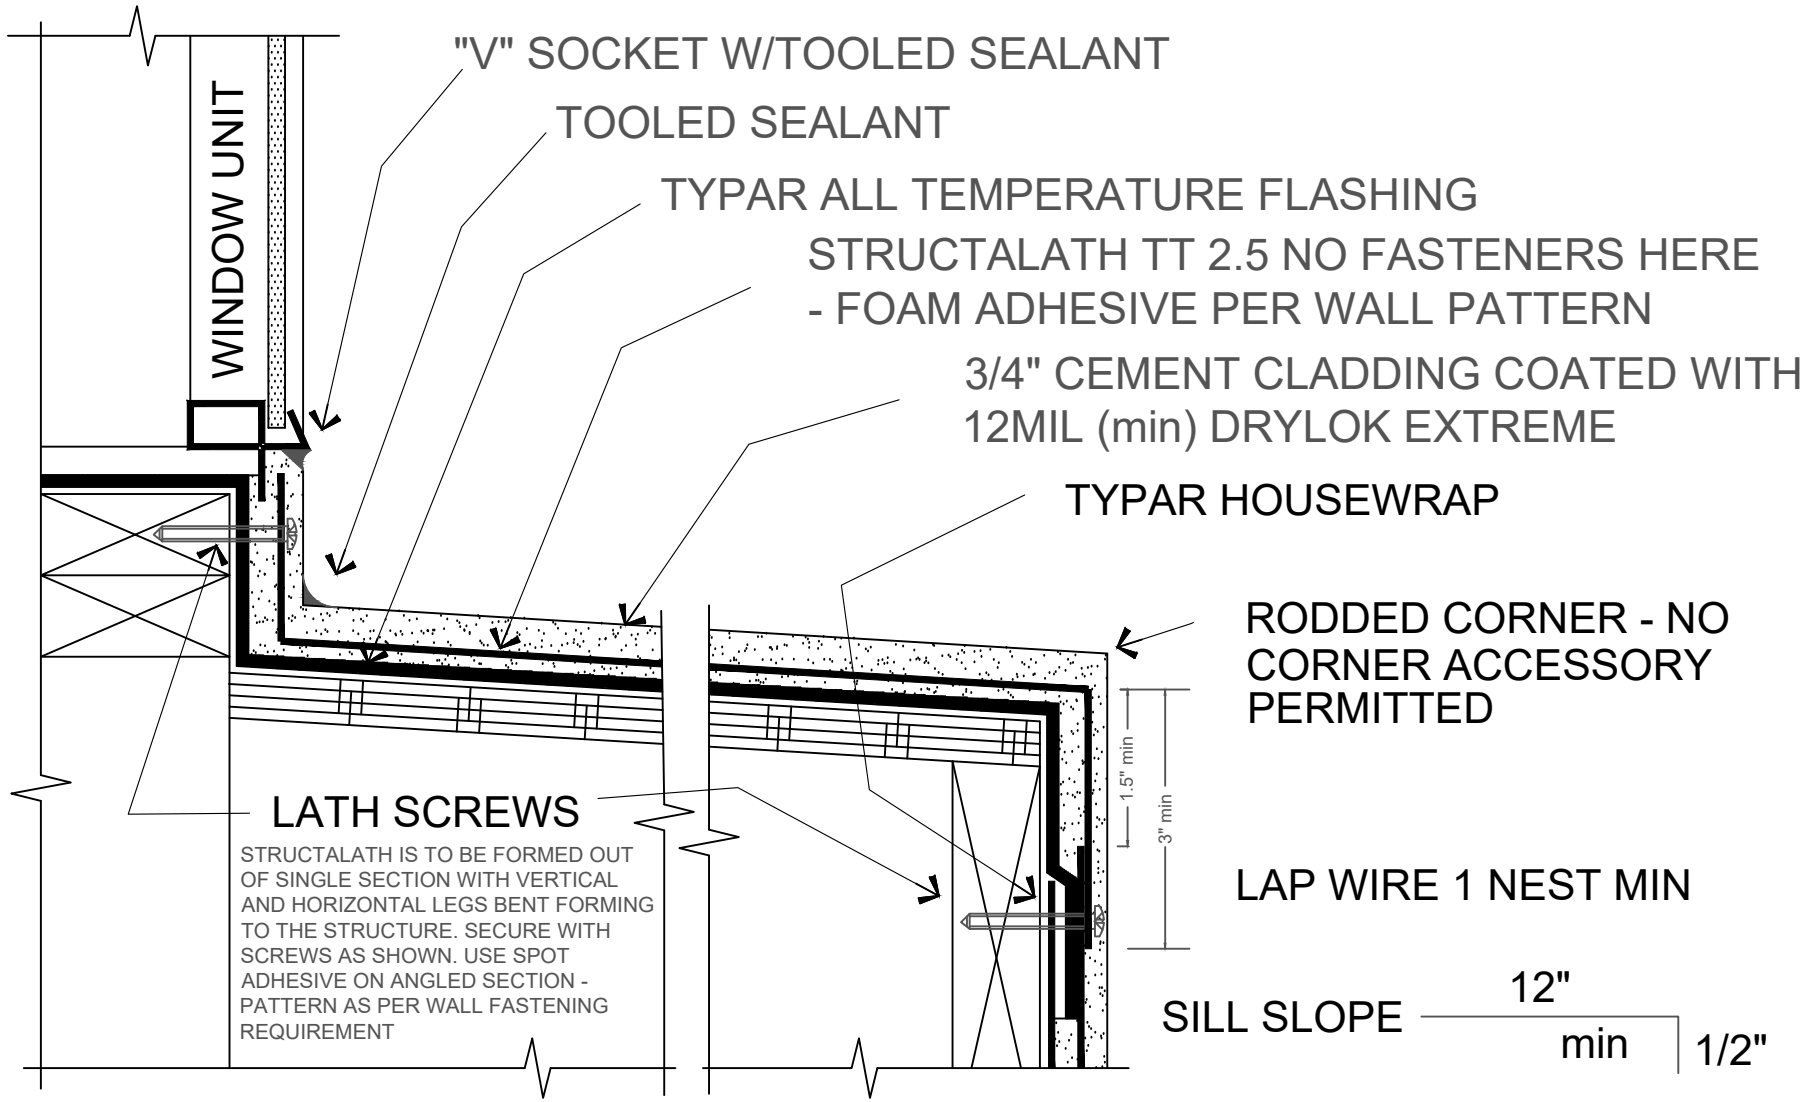 "V" SOCKET W/TOOLED SEALANT
TOOLED SEALANT
WINDOW UNIT
TYPAR ALL TEMPERATURE FLASHING
STRUCTALATH TT 2.5 NO FASTENERS HERE
- FOAM ADHESIVE PER WALL PATTERN
3/4" CEMENT CLADDING COATED WITH
12MIL (min) DRYLOK EXTREME
TYPAR HOUSEWRAP
RODDED CORNER - NO
CORNER ACCESSORY
PERMITTED
1.5" min
3" min
LATH SCREWS
STRUCTALATH IS TO BE FORMED OUT
OF SINGLE SECTION WITH VERTICAL
AND HORIZONTAL LEGS BENT FORMING
TO THE STRUCTURE. SECURE WITH
SCREWS AS SHOWN. USE SPOT
ADHESIVE ON ANGLED SECTION -
PATTERN AS PER WALL FASTENING
REQUIREMENT
LAP WIRE 1 NEST MIN
SILL SLOPE
12"
min
1/2"